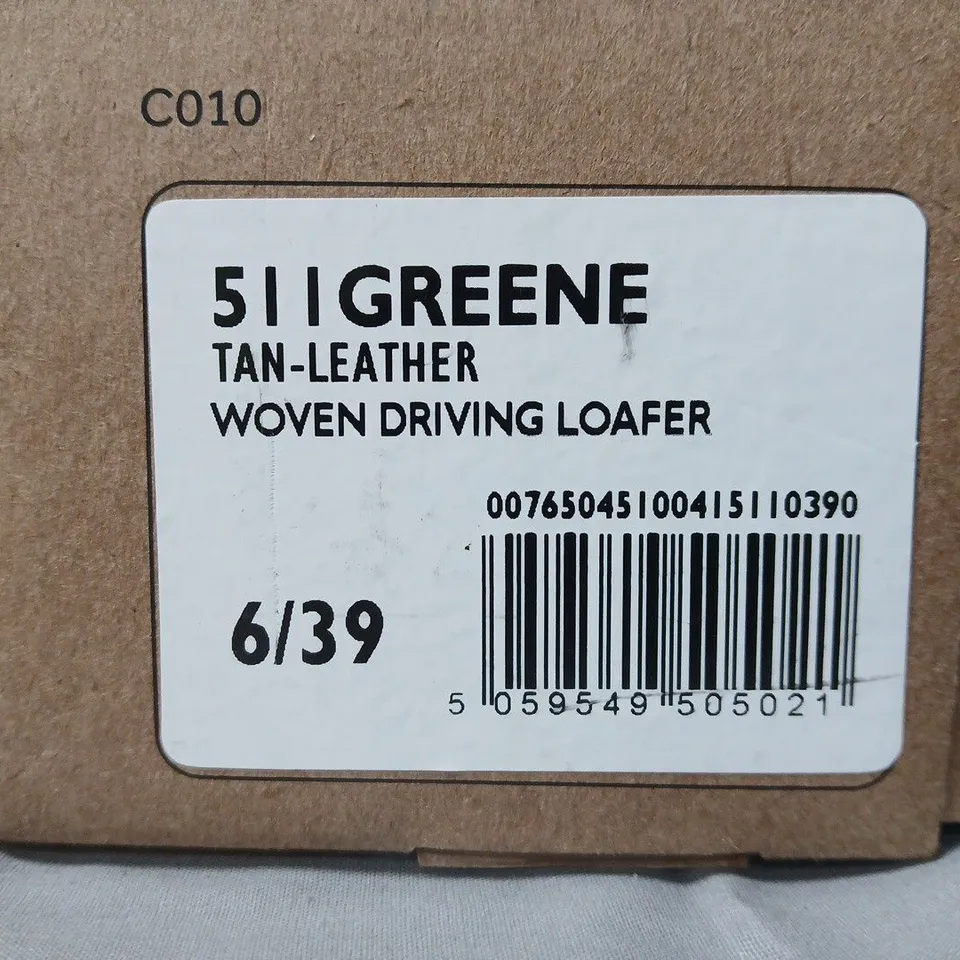 C010
511GREENE
TAN-LEATHER
WOVEN DRIVING LOAFER
00765045100415110390
6/39
5 059549 505021